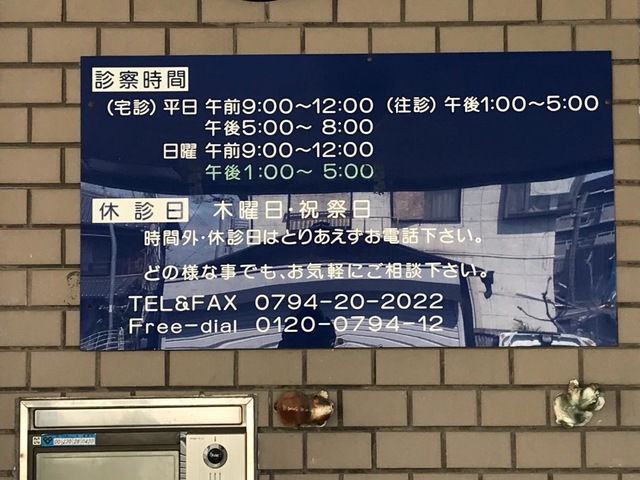 診察時間
(宅診) 平日 午前9:00～12:00 (往診) 午後1:00～5:00
午後5:00～ 8:00
日曜 午前9:00～12:00
午後1:00～ 5:00
休診日 木曜日・祝祭日
時間外・休診日はとりあえずお電話下さい。
どの様な事でも、お気軽にご相談下さい。
TEL&FAX 0794-20-2022
Free-dial 0120-0794-12